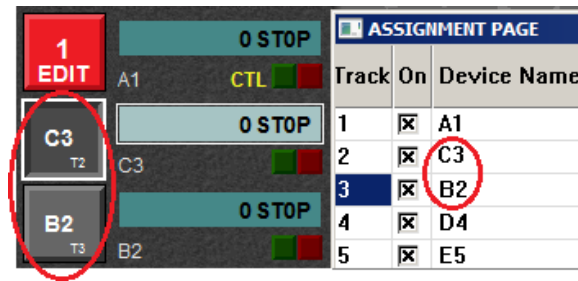 1
EDIT
0 STOP
A1 CTL
C3
T2
0 STOP
C3
B2
T3
0 STOP
B2
ASSIGNMENT PAGE
Track On Device Name
1 A1
2 C3
3 B2
4 D4
5 E5